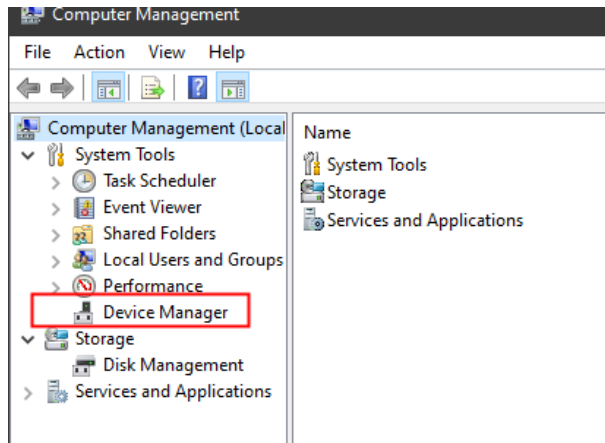 Computer Management
File Action View Help
Computer Management (Local
System Tools
Task Scheduler
Event Viewer
Shared Folders
Local Users and Groups
Performance
Device Manager
Storage
Disk Management
Services and Applications
Name
System Tools
Storage
Services and Applications